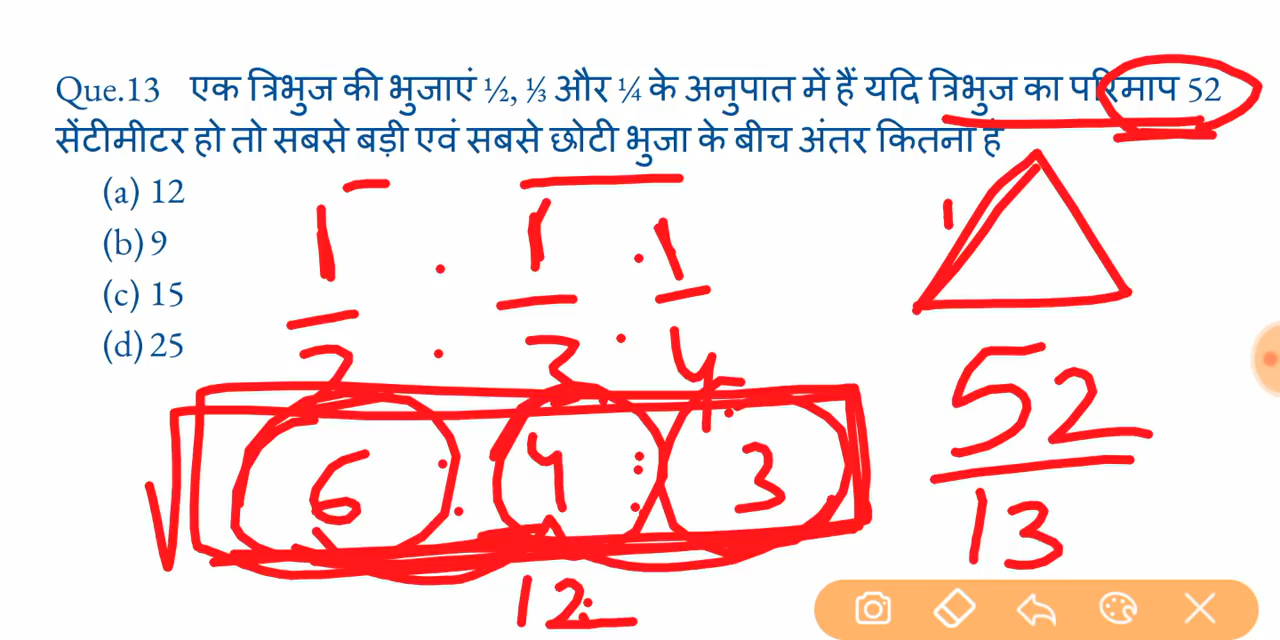 Que.13 एक त्रिभुज की भुजाएं ½, ⅓ और ¼ के अनुपात में हैं यदि त्रिभुज का परिमाप 52
सेंटीमीटर हो तो सबसे बड़ी एवं सबसे छोटी भुजा के बीच अंतर कितना है
(a) 12
(b) 9
(c) 15
(d) 25
1 : 1 : 1
2 : 3 : 4
6 : 4 : 3
12
1
52
13